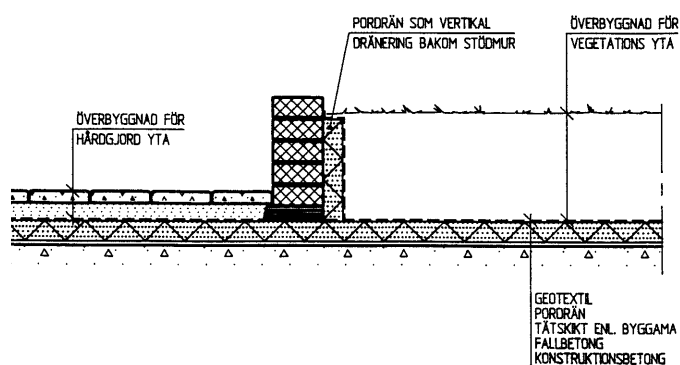 PORDRÄN SOM VERTIKAL
DRÄNERING BAKOM STÖDMUR
ÖVERBYGGNAD FÖR
VEGETATIONS YTA
ÖVERBYGGNAD FÖR
HÅRDGJORD YTA
GEOTEXTIL
PORDRÄN
TÄTSKIKT ENL. BYGGAMA
FALLBETONG
KONSTRUKTIONSBETONG